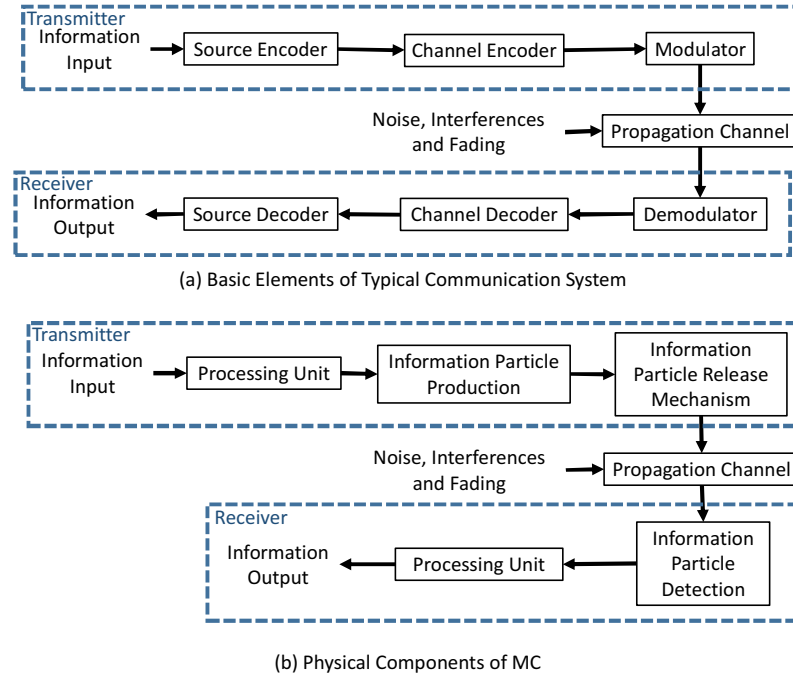 Transmitter
Information
Input
Source Encoder
Channel Encoder
Modulator
Noise, Interferences
and Fading
Propagation Channel
Receiver
Information
Output
Source Decoder
Channel Decoder
Demodulator
(a) Basic Elements of Typical Communication System
Transmitter
Information
Input
Processing Unit
Information Particle
Production
Information
Particle Release
Mechanism
Noise, Interferences
and Fading
Propagation Channel
Receiver
Information
Output
Processing Unit
Information
Particle
Detection
(b) Physical Components of MC